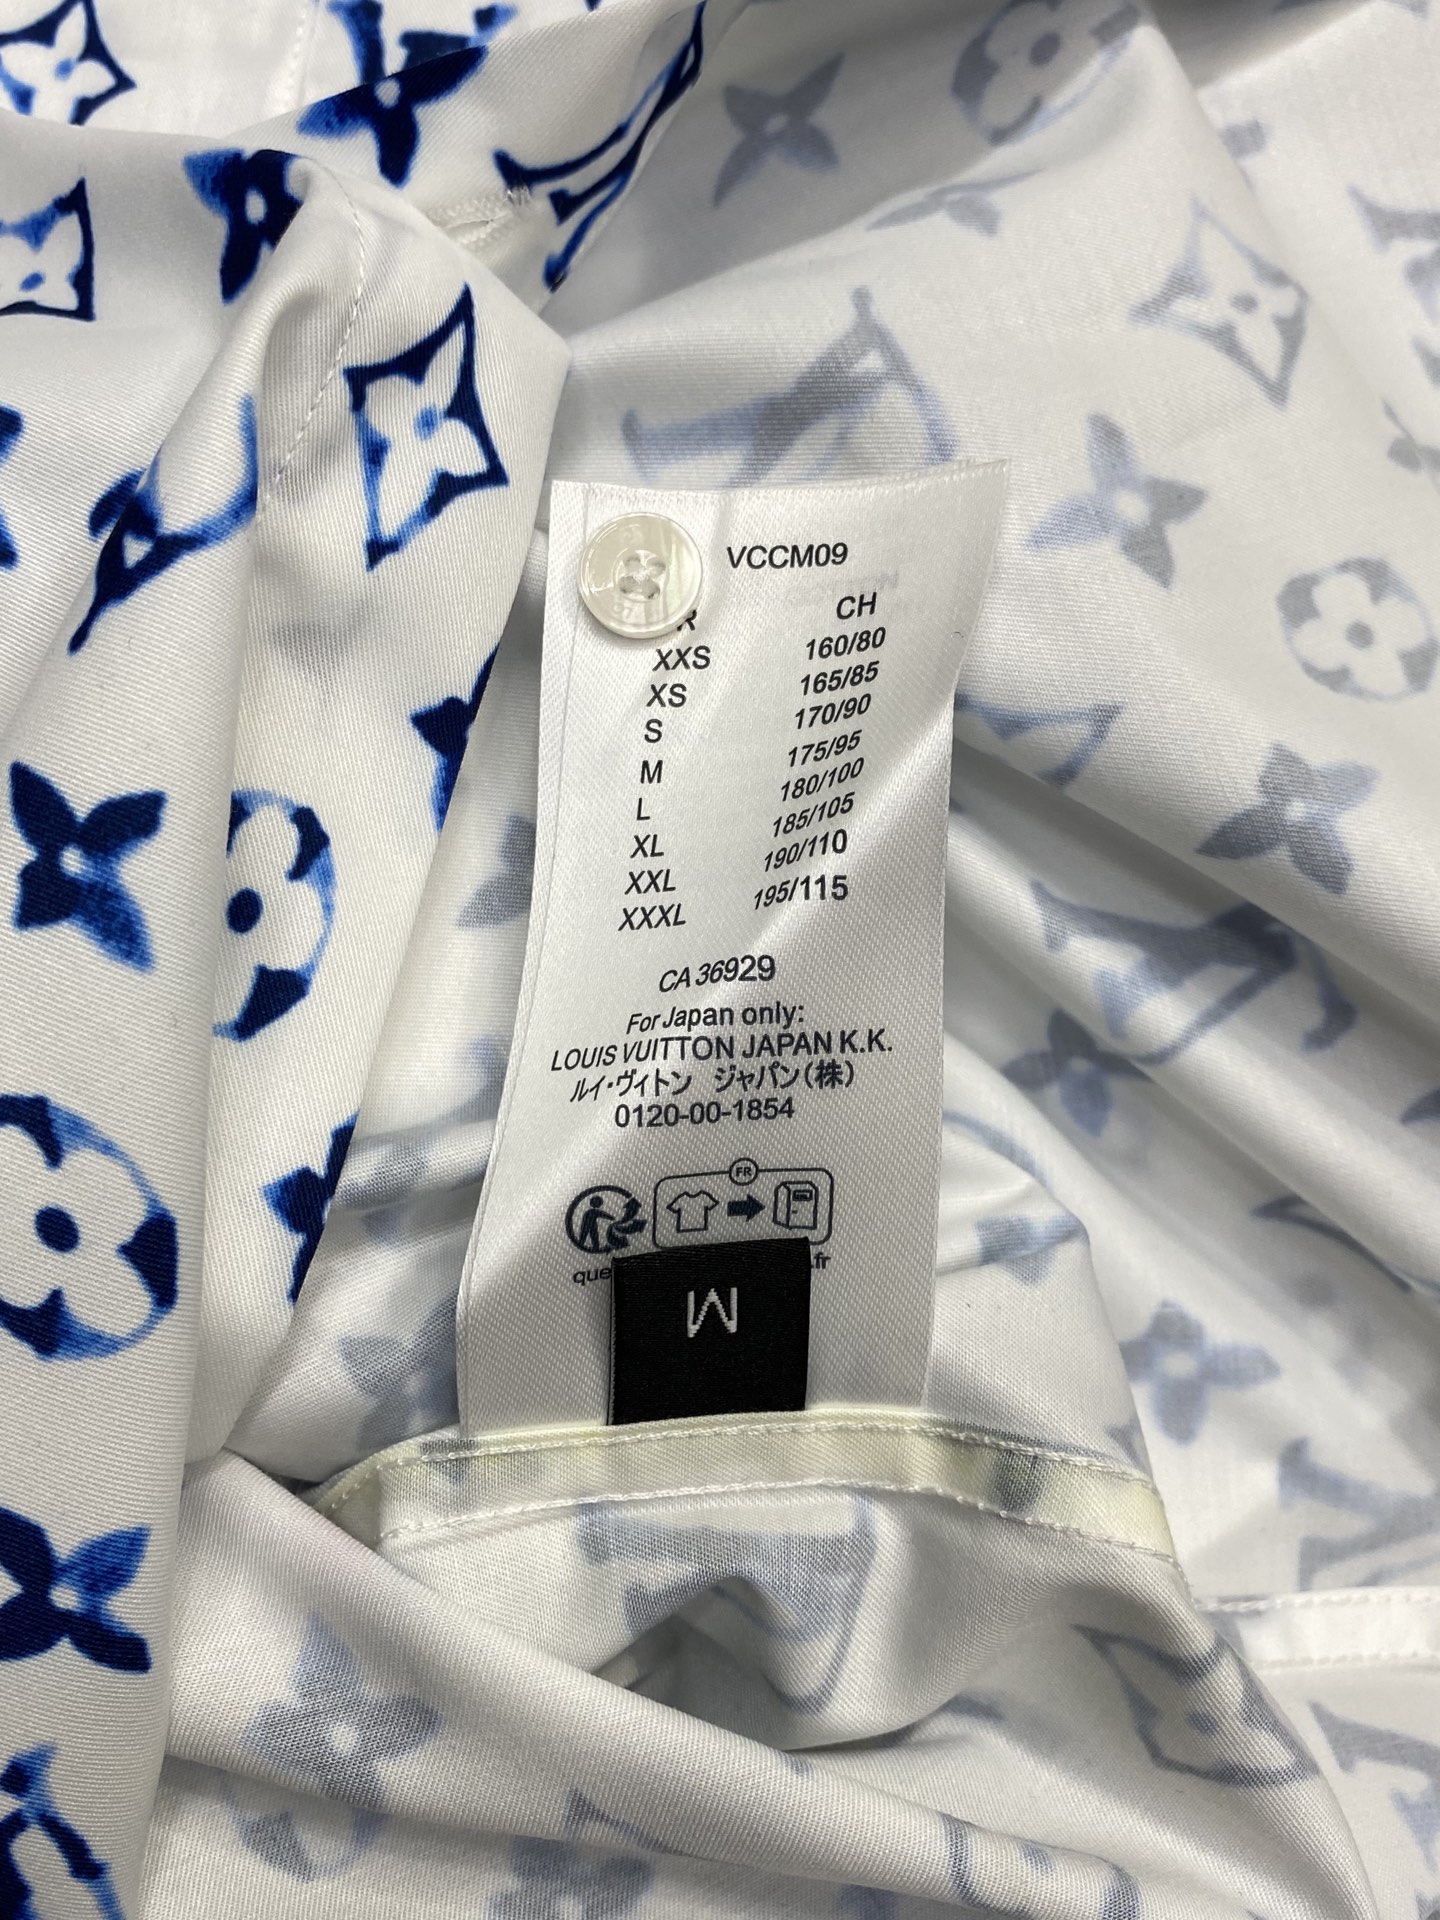 VCCM09
R CH
XXS 160/80
XS 165/85
S 170/90
M 175/95
L 180/100
XL 185/105
XXL 190/110
XXXL 195/115
CA 36929
For Japan only:
LOUIS VUITTON JAPAN K.K.
ルイ・ヴィトン ジャパン(株)
0120-00-1854
FR
.fr
M